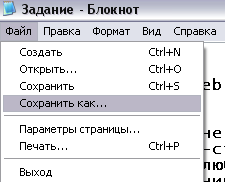 Задание - Блокнот
Файл Правка Формат Вид Справка
Создать Ctrl+N
Открыть... Ctrl+O
Сохранить Ctrl+S
Сохранить как...
Параметры страницы...
Печать... Ctrl+P
Выход
eb